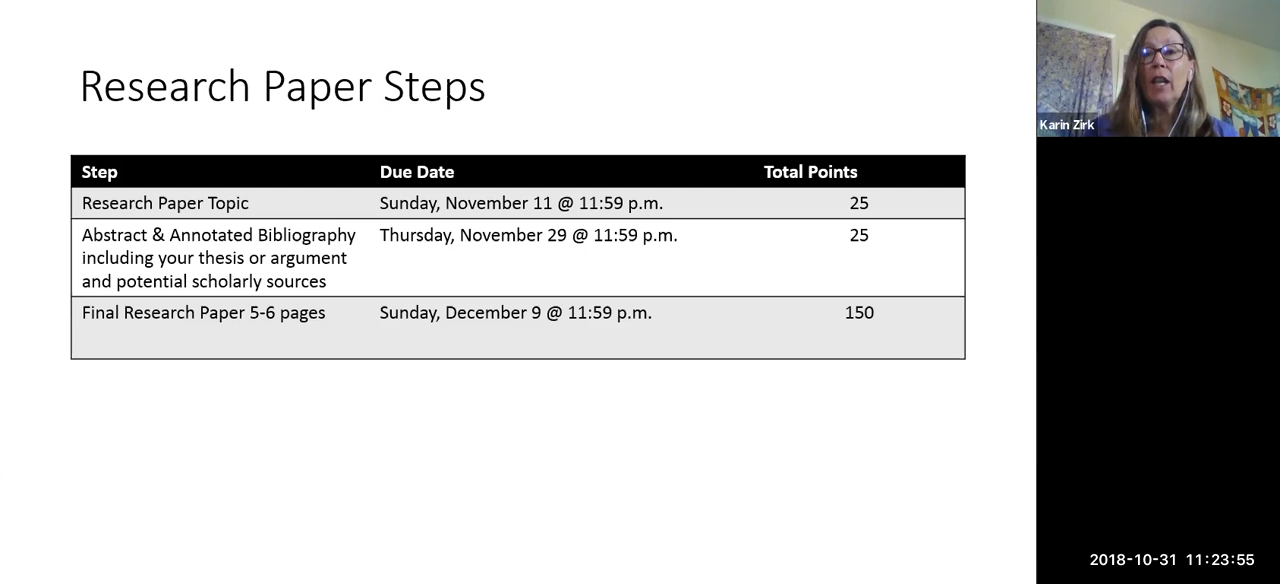 Research Paper Steps
Karin Zirk
Step Due Date Total Points
Research Paper Topic Sunday, November 11 @ 11:59 p.m. 25
Abstract & Annotated Bibliography Thursday, November 29 @ 11:59 p.m. 25
including your thesis or argument
and potential scholarly sources
Final Research Paper 5-6 pages Sunday, December 9 @ 11:59 p.m. 150
2018-10-31 11:23:55